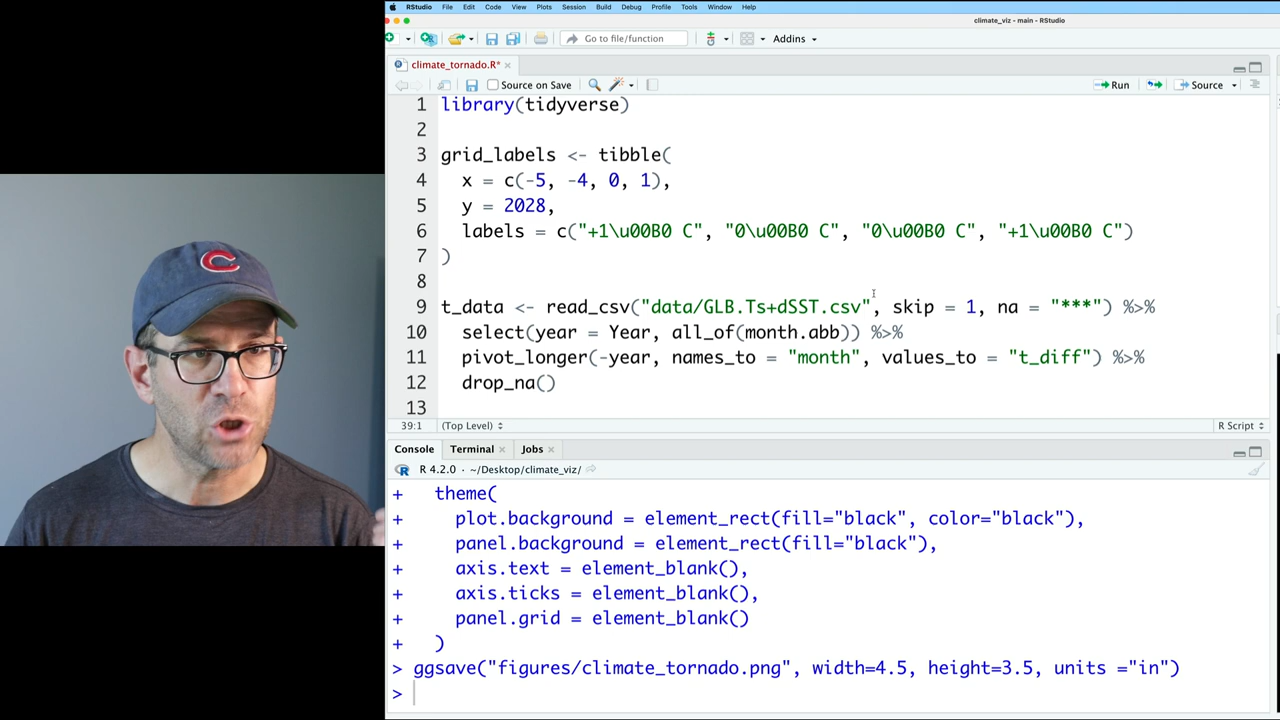 RStudio File Edit Code View Plots Session Build Debug Profile Tools Window Help
climate_viz - main - RStudio
Go to file/function Addins
climate_tornado.R*
Source on Save Run Source
1 library(tidyverse)
2
3 grid_labels <- tibble(
4 x = c(-5, -4, 0, 1),
5 y = 2028,
6 labels = c("+1\u00B0 C", "0\u00B0 C", "0\u00B0 C", "+1\u00B0 C")
7 )
8
9 t_data <- read_csv("data/GLB.Ts+dSST.csv", skip = 1, na = "***") %>%
10 select(year = Year, all_of(month.abb)) %>%
11 pivot_longer(-year, names_to = "month", values_to = "t_diff") %>%
12 drop_na()
13
39:1 (Top Level) R Script
Console Terminal Jobs
R 4.2.0 · ~/Desktop/climate_viz/
+ theme(
+ plot.background = element_rect(fill="black", color="black"),
+ panel.background = element_rect(fill="black"),
+ axis.text = element_blank(),
+ axis.ticks = element_blank(),
+ panel.grid = element_blank()
+ )
> ggsave("figures/climate_tornado.png", width=4.5, height=3.5, units ="in")
>
C